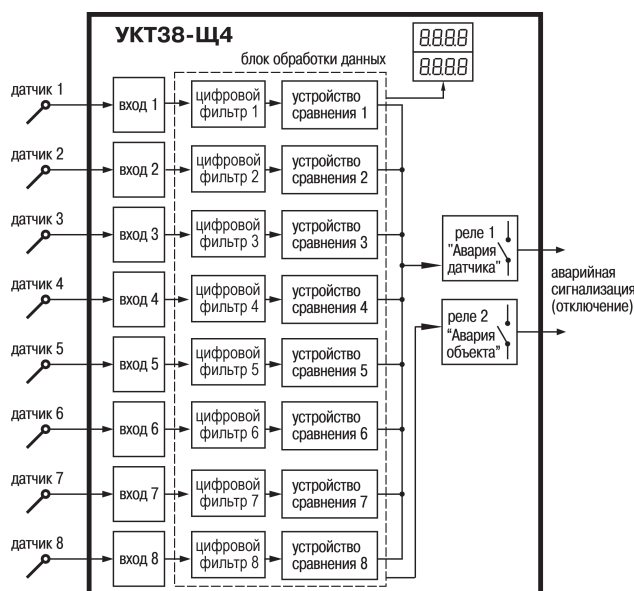 УКТ38-Щ4
8.8.8.8
8.8.8.8
блок обработки данных
датчик 1
вход 1
цифровой
фильтр 1
устройство
сравнения 1
датчик 2
вход 2
цифровой
фильтр 2
устройство
сравнения 2
датчик 3
вход 3
цифровой
фильтр 3
устройство
сравнения 3
датчик 4
вход 4
цифровой
фильтр 4
устройство
сравнения 4
датчик 5
вход 5
цифровой
фильтр 5
устройство
сравнения 5
датчик 6
вход 6
цифровой
фильтр 6
устройство
сравнения 6
датчик 7
вход 7
цифровой
фильтр 7
устройство
сравнения 7
датчик 8
вход 8
цифровой
фильтр 8
устройство
сравнения 8
реле 1
"Авария
датчика"
реле 2
“Авария
объекта”
аварийная
сигнализация
(отключение)